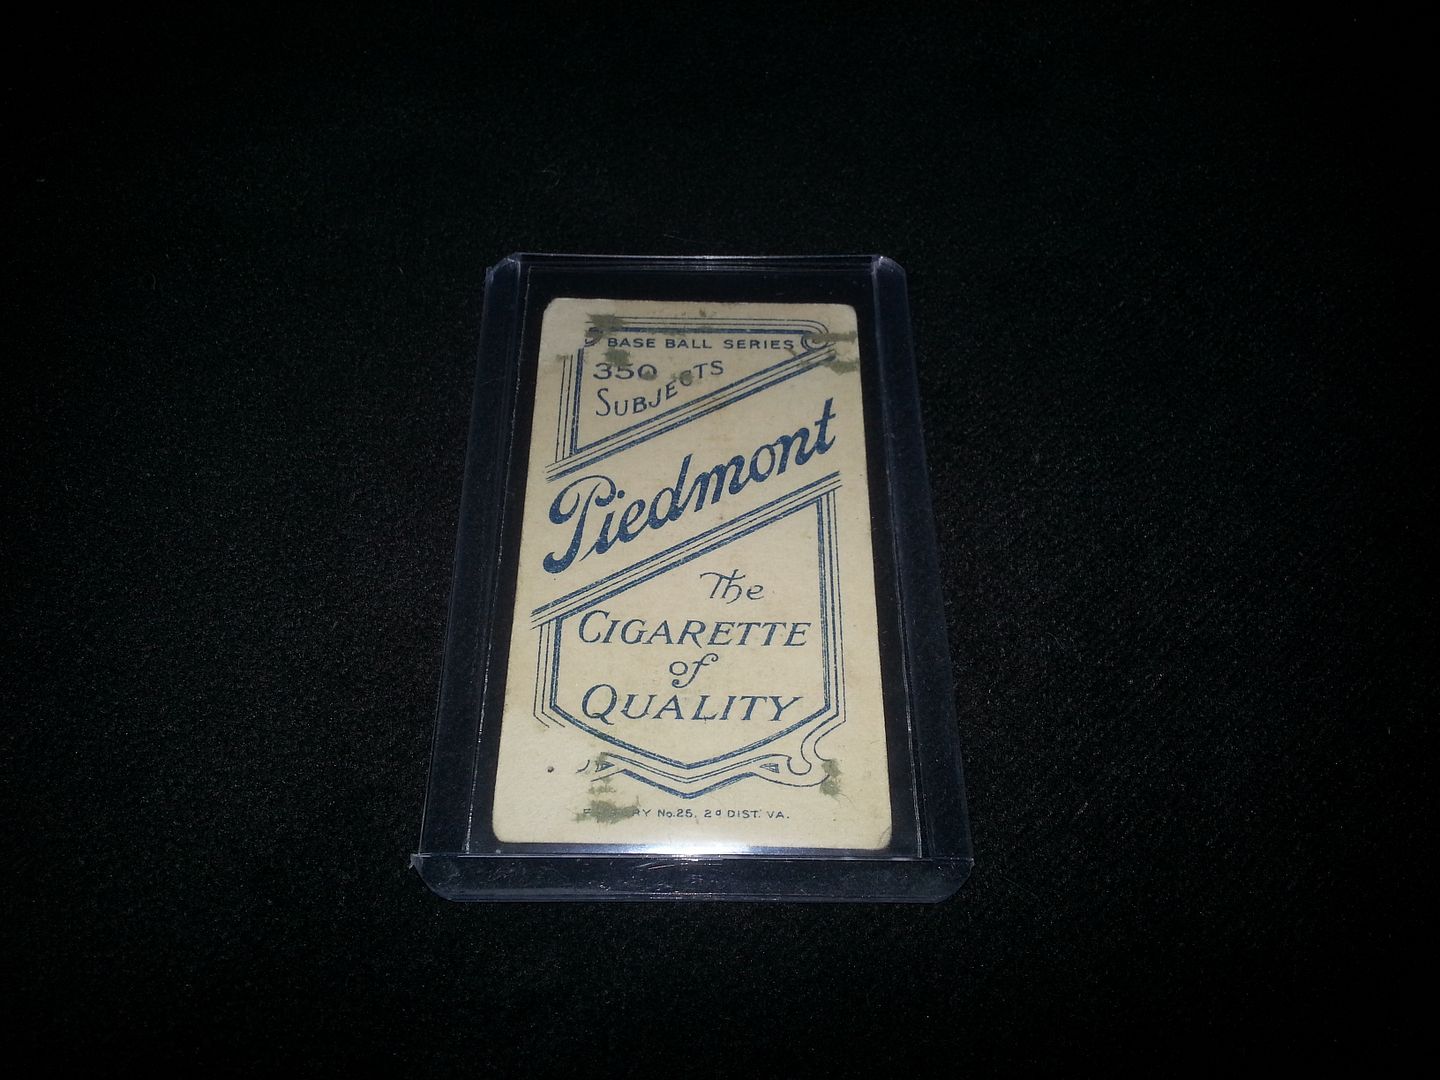 BASE BALL SERIES
350
SUBJECTS
Piedmont
The
CIGARETTE
of
QUALITY
No.25, 2d DIST. VA.